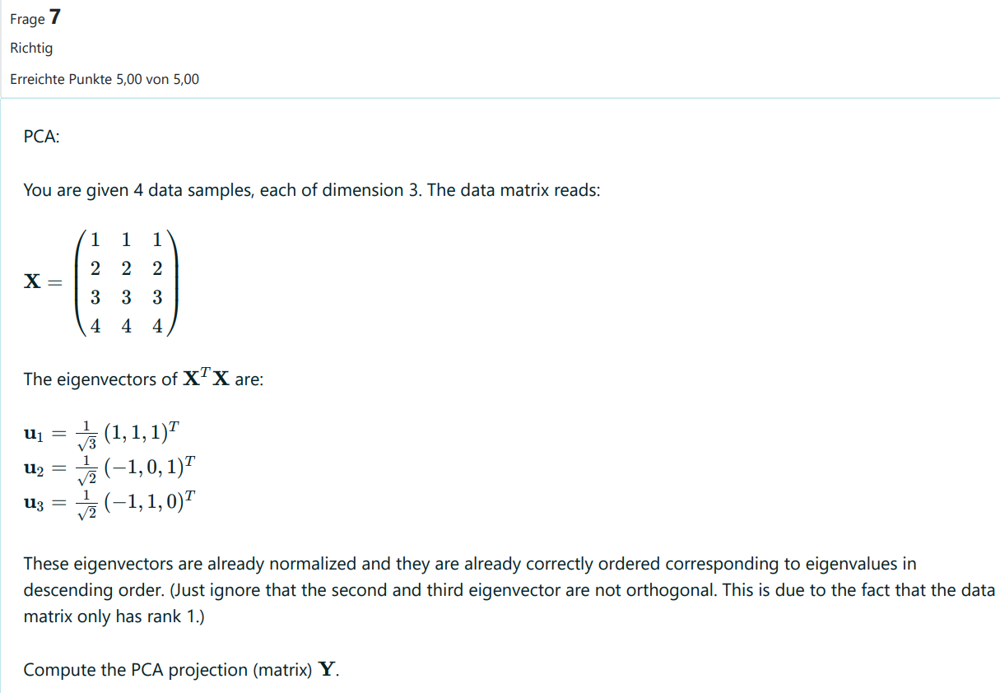 Frage 7
Richtig
Erreichte Punkte 5,00 von 5,00
PCA:
You are given 4 data samples, each of dimension 3. The data matrix reads:
$\mathbf{X} = \begin{pmatrix} 1 & 1 & 1 \\ 2 & 2 & 2 \\ 3 & 3 & 3 \\ 4 & 4 & 4 \end{pmatrix}$
The eigenvectors of $\mathbf{X}^T\mathbf{X}$ are:
$\mathbf{u}_1 = \frac{1}{\sqrt{3}}(1, 1, 1)^T$
$\mathbf{u}_2 = \frac{1}{\sqrt{2}}(-1, 0, 1)^T$
$\mathbf{u}_3 = \frac{1}{\sqrt{2}}(-1, 1, 0)^T$
These eigenvectors are already normalized and they are already correctly ordered corresponding to eigenvalues in
descending order. (Just ignore that the second and third eigenvector are not orthogonal. This is due to the fact that the data
matrix only has rank 1.)
Compute the PCA projection (matrix) $\mathbf{Y}$.